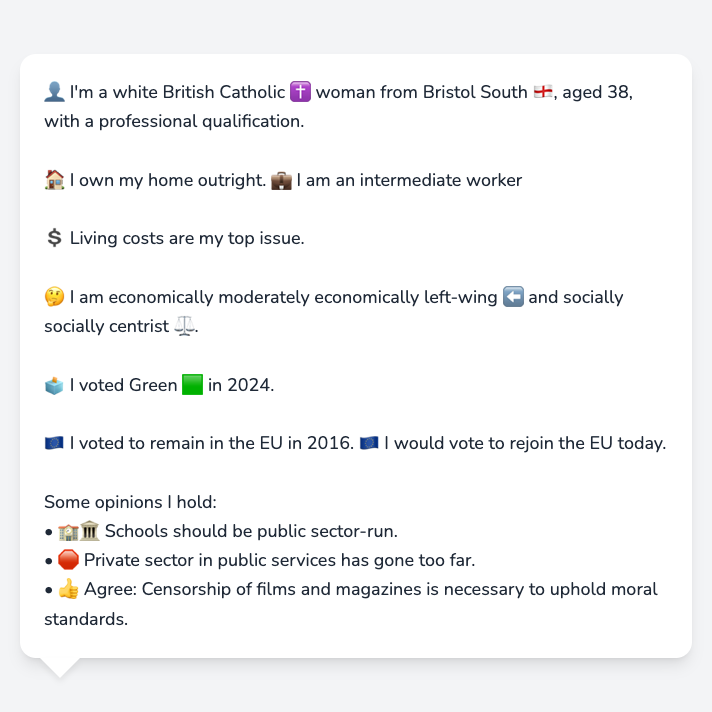 👤 I'm a white British Catholic ✝️ woman from Bristol South 🏴󠁧󠁢󠁥󠁮󠁧󠁿, aged 38,
with a professional qualification.
🏠 I own my home outright. 💼 I am an intermediate worker
💲 Living costs are my top issue.
🤔 I am economically moderately economically left-wing ⬅️ and socially
socially centrist ⚖️.
🗳️ I voted Green 🟩 in 2024.
🇪🇺 I voted to remain in the EU in 2016. 🇪🇺 I would vote to rejoin the EU today.
Some opinions I hold:
• 🏫🏛️ Schools should be public sector-run.
• 🛑 Private sector in public services has gone too far.
• 👍 Agree: Censorship of films and magazines is necessary to uphold moral
standards.